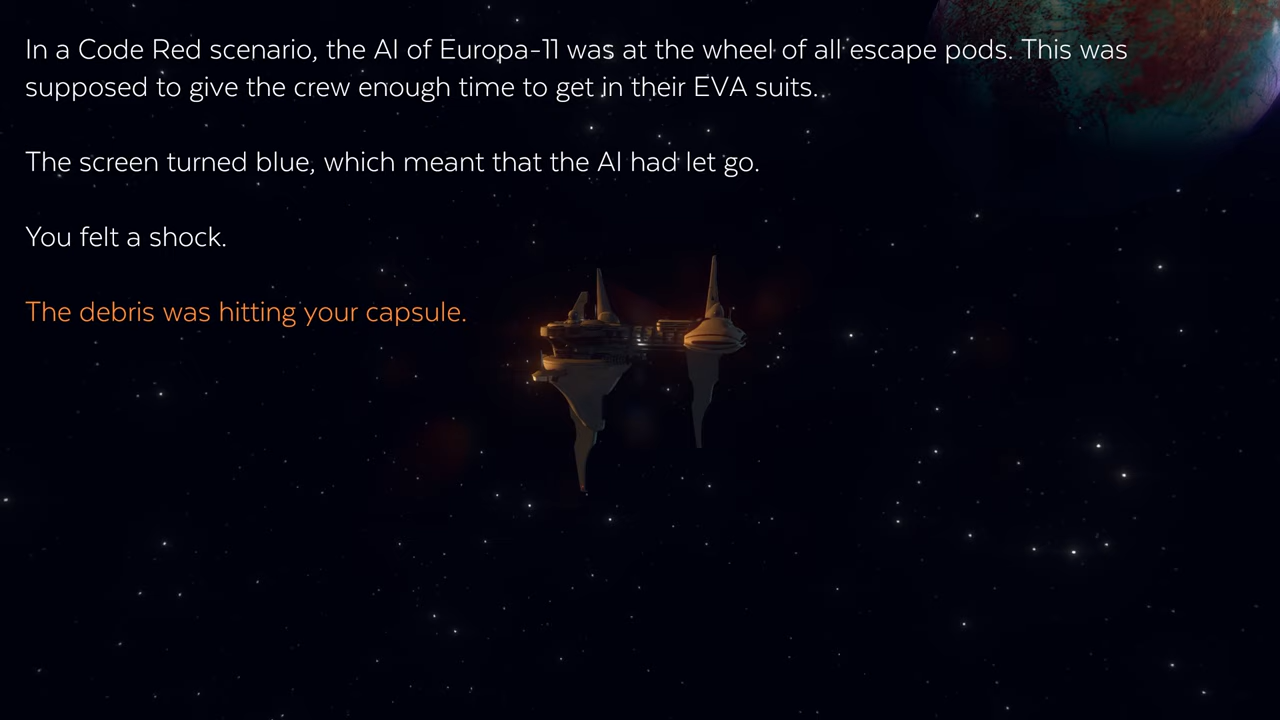 In a Code Red scenario, the AI of Europa-11 was at the wheel of all escape pods. This was
supposed to give the crew enough time to get in their EVA suits.
The screen turned blue, which meant that the AI had let go.
You felt a shock.
The debris was hitting your capsule.